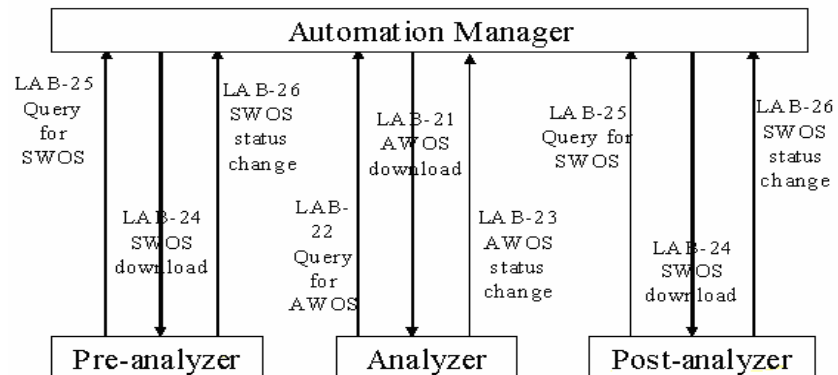 Automation Manager
LAB-25
Query
for
SWOS
LAB-24
SWOS
download
LAB-26
SWOS
status
change
LAB-
22
Query
for
AWOS
LAB-21
AWOS
download
LAB-23
AWOS
status
change
LAB-25
Query for
SWOS
LAB-24
SWOS
download
LAB-26
SWOS
status
change
Pre-analyzer
Analyzer
Post-analyzer